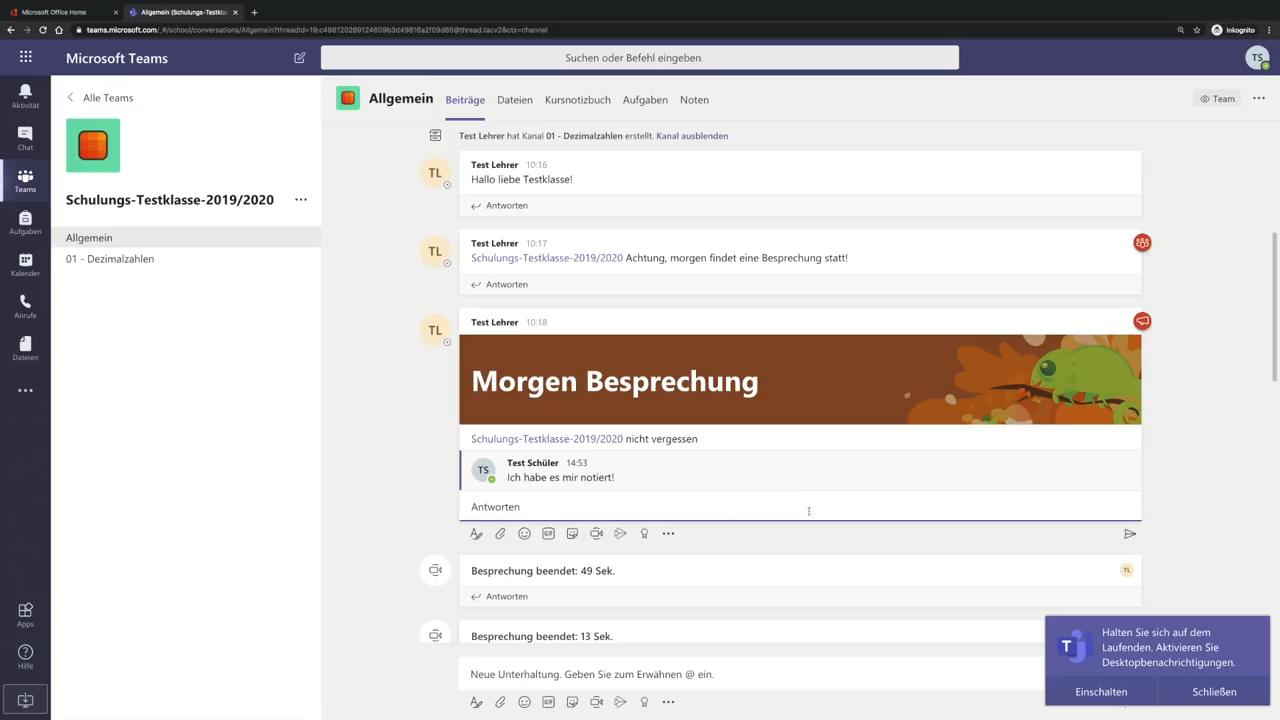 Microsoft Office Home
Allgemein (Schulungs-Testklas
teams.microsoft.com/_#/school/conversations/Allgemein?threadId=19:c496120269124609b3d49816a2f09d85@thread.tacv2&ctx=channel
Inkognito
Microsoft Teams
Suchen oder Befehl eingeben
TS
Aktivität
Chat
Teams
Aufgaben
Kalender
Anrufe
Dateien
Apps
Hilfe
Alle Teams
Schulungs-Testklasse-2019/2020
Allgemein
01 - Dezimalzahlen
Allgemein
Beiträge
Dateien
Kursnotizbuch
Aufgaben
Noten
Team
Test Lehrer hat Kanal 01 - Dezimalzahlen erstellt. Kanal ausblenden
TL
Test Lehrer 10:16
Hallo liebe Testklasse!
Antworten
TL
Test Lehrer 10:17
Schulungs-Testklasse-2019/2020 Achtung, morgen findet eine Besprechung statt!
Antworten
TL
Test Lehrer 10:18
Morgen Besprechung
Schulungs-Testklasse-2019/2020 nicht vergessen
TS
Test Schüler 14:53
Ich habe es mir notiert!
Antworten
GIF
Besprechung beendet: 49 Sek.
TL
Antworten
Besprechung beendet: 13 Sek.
Neue Unterhaltung. Geben Sie zum Erwähnen @ ein.
GIF
T
Halten Sie sich auf dem
Laufenden. Aktivieren Sie
Desktopbenachrichtigungen.
Einschalten
Schließen